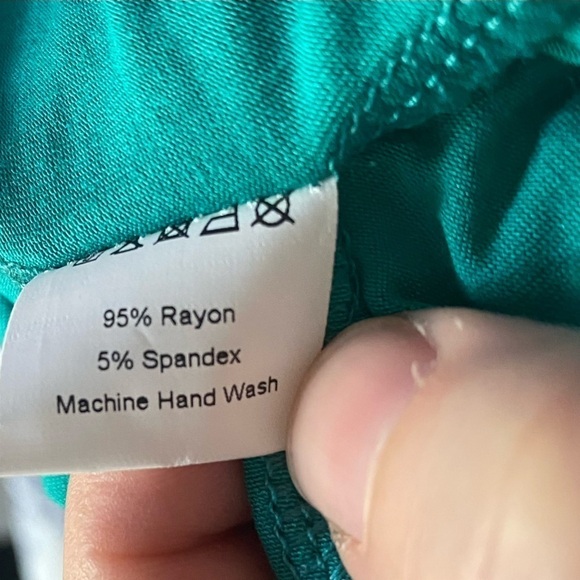 95% Rayon
5% Spandex
Machine Hand Wash